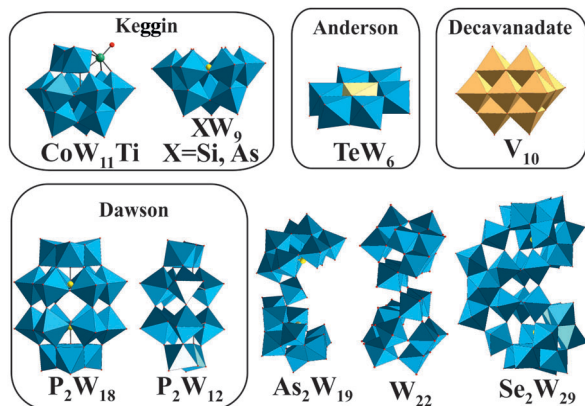 Keggin
CoW₁₁Ti
XW₉
X=Si, As
Anderson
TeW₆
Decavanadate
V₁₀
Dawson
P₂W₁₈
P₂W₁₂
As₂W₁₉
W₂₂
Se₂W₂₉